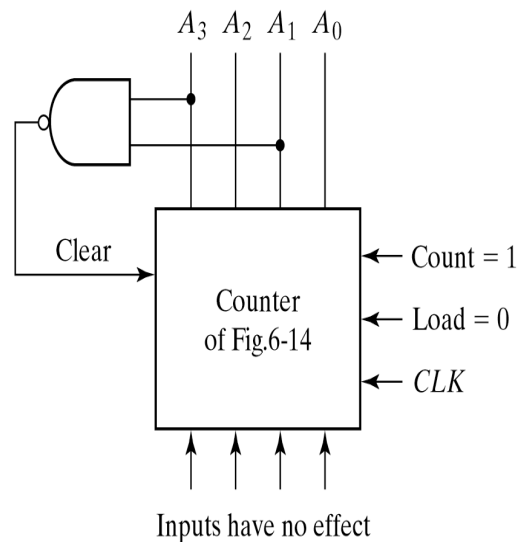 A3 A2 A1 A0
Clear
Count = 1
Counter
of Fig.6-14
Load = 0
CLK
Inputs have no effect